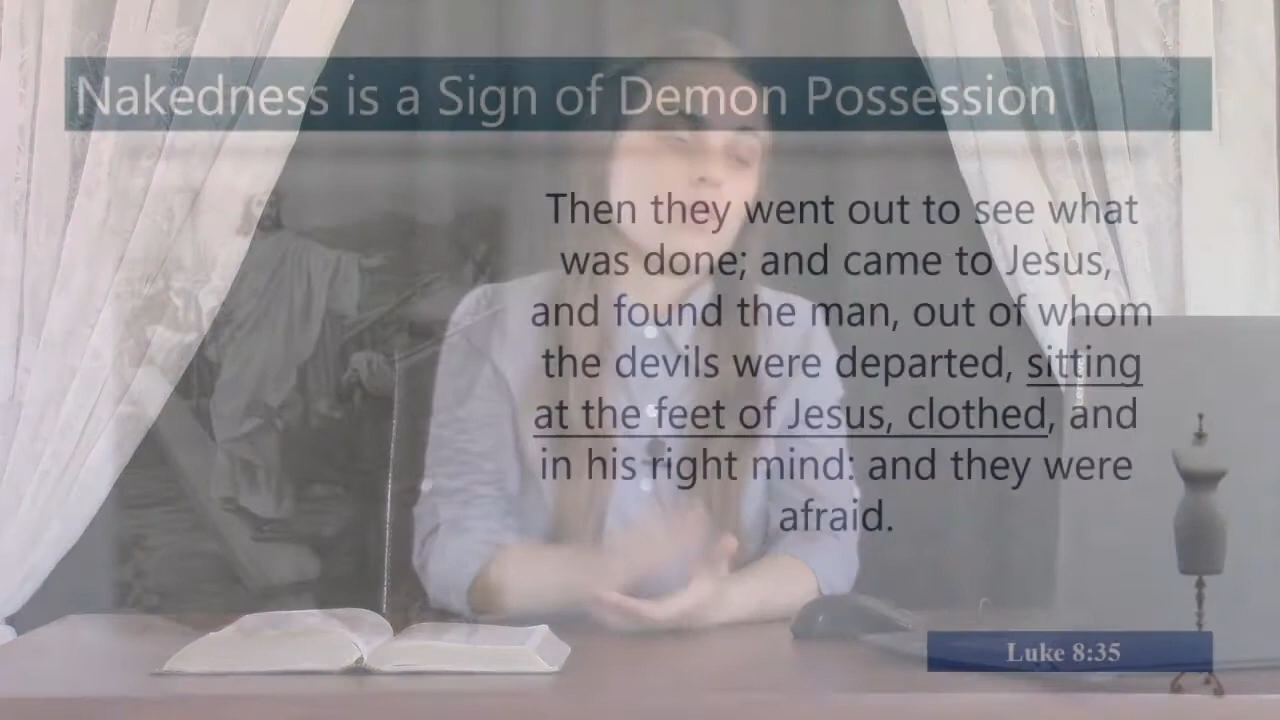 Nakedness is a Sign of Demon Possession
Then they went out to see what
was done; and came to Jesus,
and found the man, out of whom
the devils were departed, sitting
at the feet of Jesus, clothed, and
in his right mind: and they were
afraid.
Luke 8:35